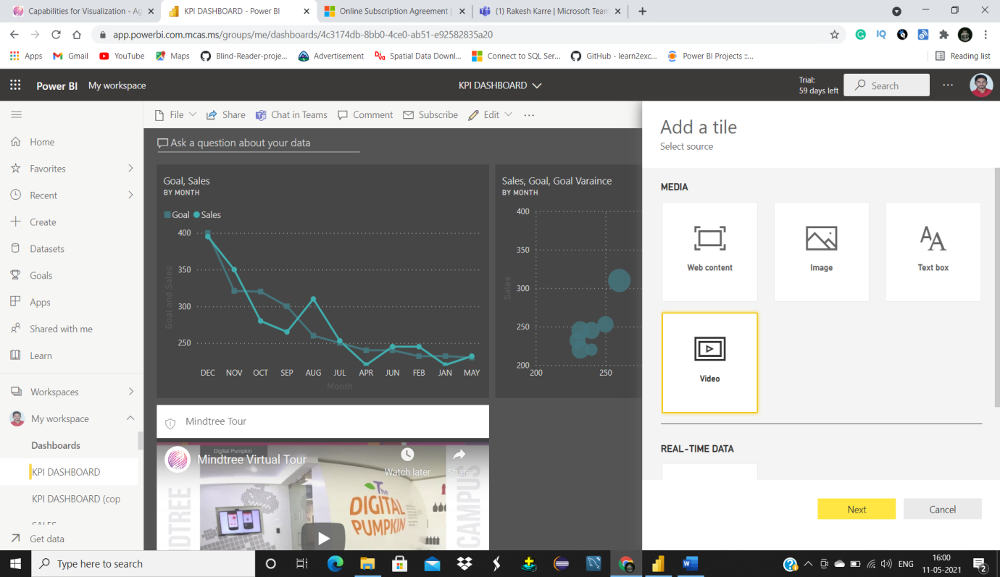 Capabilities for Visualization - Ag
KPI DASHBOARD - Power BI
Online Subscription Agreement |
(1) Rakesh Karre | Microsoft Team
app.powerbi.com.mcas.ms/groups/me/dashboards/4c3174db-8bb0-4ce0-ab51-e92582835a20
Apps
Gmail
YouTube
Maps
Blind-Reader-proje...
Advertisement
Spatial Data Downl...
Connect to SQL Ser...
GitHub - learn2exc...
Power BI Projects ::...
Reading list
Power BI My workspace
KPI DASHBOARD
Trial:
59 days left
Search
File
Share
Chat in Teams
Comment
Subscribe
Edit
Home
Favorites
Recent
Create
Datasets
Goals
Apps
Shared with me
Learn
Workspaces
My workspace
Dashboards
KPI DASHBOARD
KPI DASHBOARD (cop
SALES
Get data
Ask a question about your data
Goal, Sales
BY MONTH
Goal Sales
400
350
300
250
Goal and Sales
DEC NOV OCT SEP AUG JUL APR JUN FEB JAN MAY
Month
Sales, Goal, Goal Varaince
BY MONTH
400
350
300
250
200
Sales
200 250
Mindtree Tour
Digital Pumpkin
Mindtree Virtual Tour
Watch later
Share
NDTREE
The
DIGITAL
PUMPKIN
CAMPUS
Add a tile
Select source
MEDIA
Web content
Image
Text box
Video
REAL-TIME DATA
Next
Cancel
Type here to search
ENG
16:00
11-05-2021
2